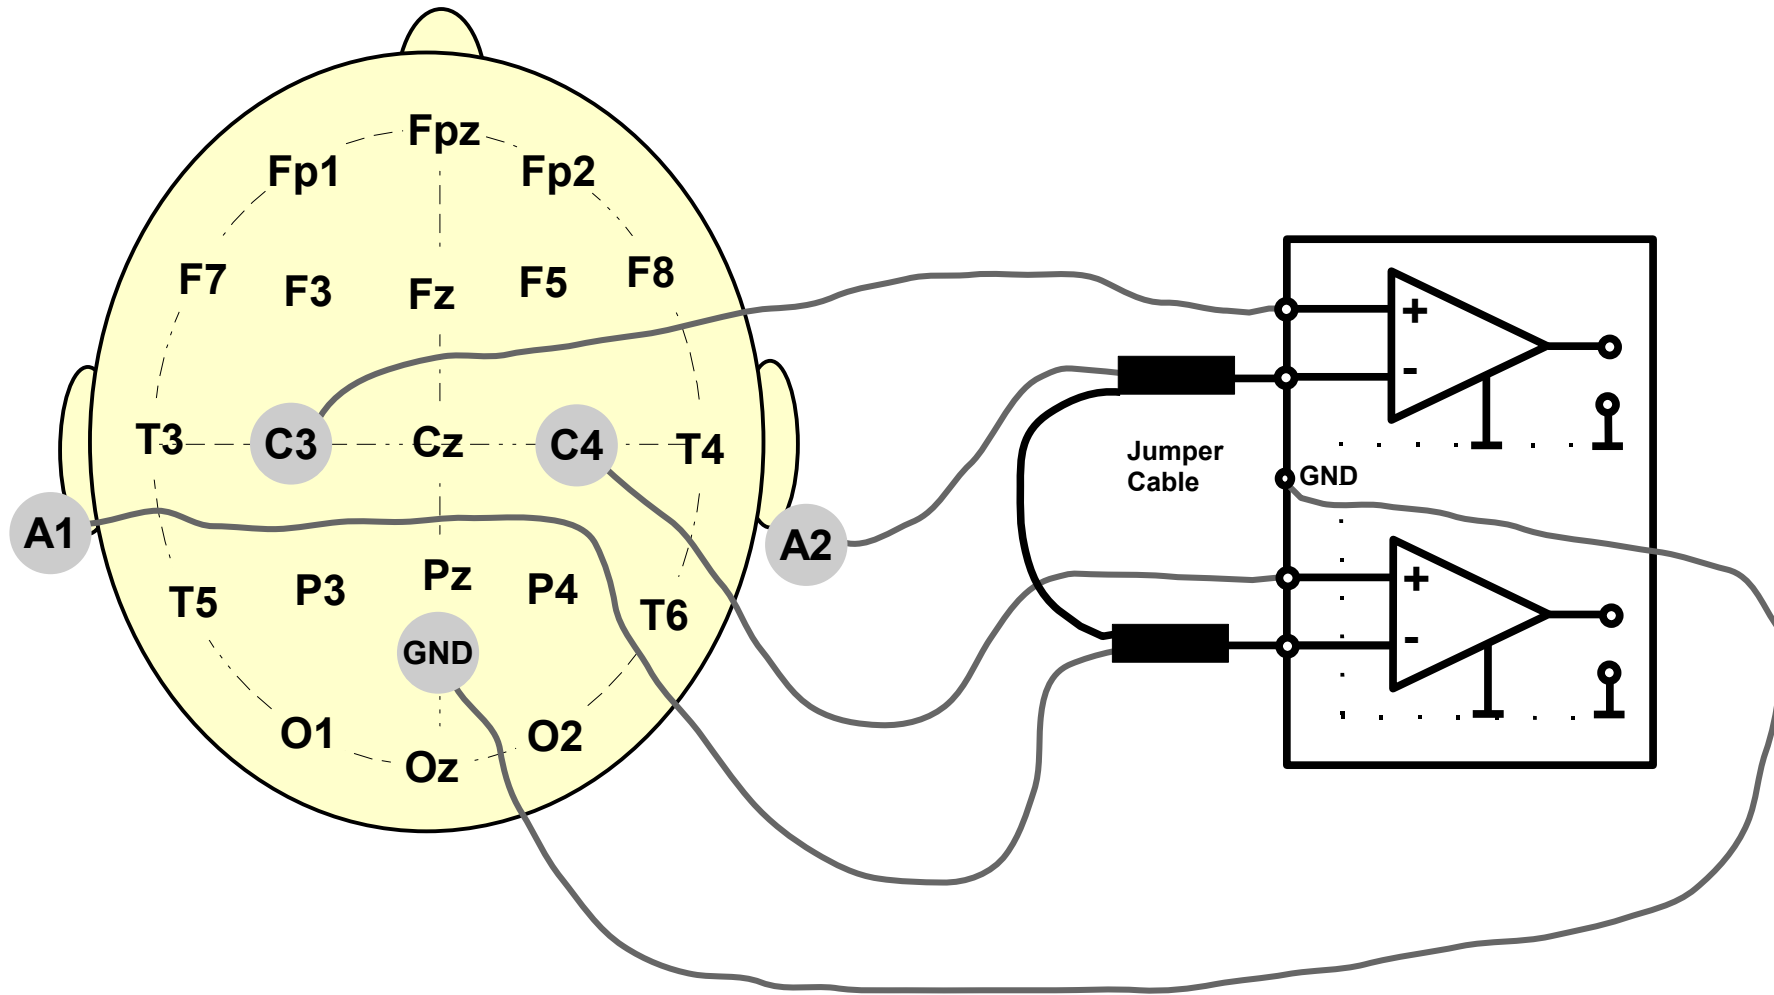 Fpz
Fp1
Fp2
F7
F3
Fz
F5
F8
T3
C3
Cz
C4
T4
A1
A2
T5
P3
Pz
P4
T6
GND
O1
Oz
O2
Jumper
Cable
+
-
GND
+
-